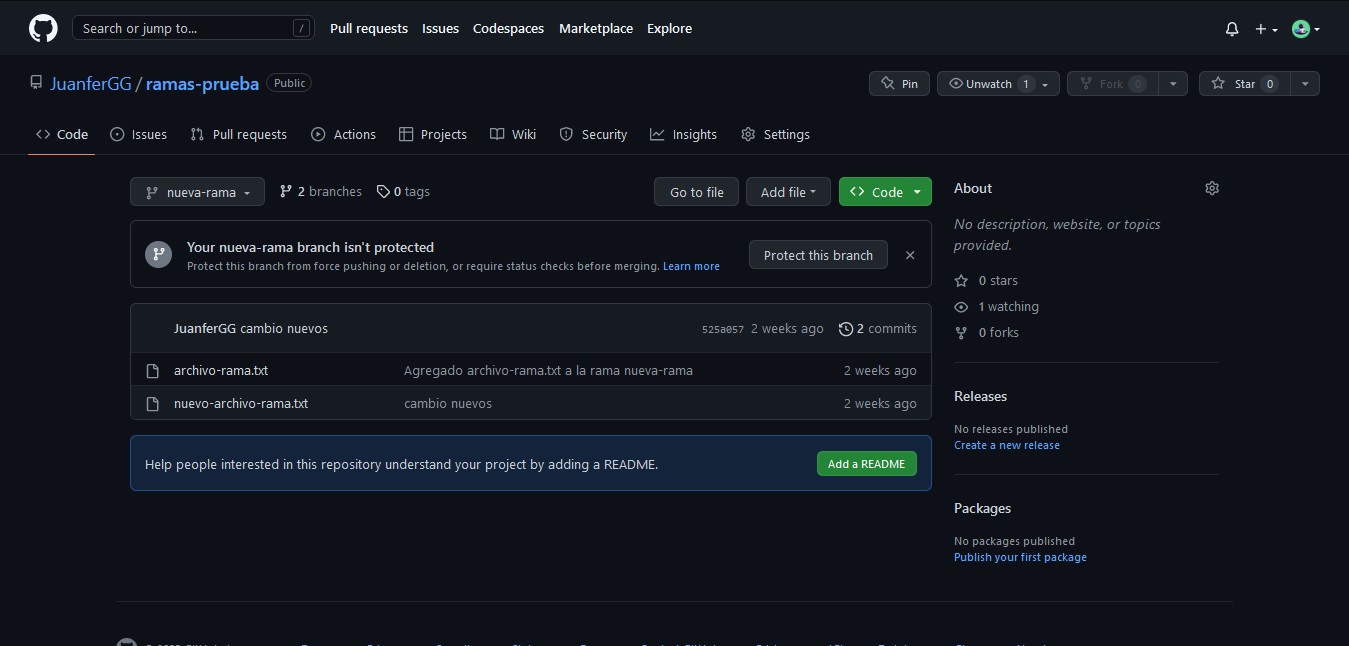 Search or jump to... / Pull requests Issues Codespaces Marketplace Explore
JuanferGG / ramas-prueba Public Pin Unwatch 1 Fork 0 Star 0
Code Issues Pull requests Actions Projects Wiki Security Insights Settings
nueva-rama 2 branches 0 tags Go to file Add file Code
Your nueva-rama branch isn't protected
Protect this branch from force pushing or deletion, or require status checks before merging. Learn more
Protect this branch
JuanferGG cambio nuevos 525a057 2 weeks ago 2 commits
archivo-rama.txt Agregado archivo-rama.txt a la rama nueva-rama 2 weeks ago
nuevo-archivo-rama.txt cambio nuevos 2 weeks ago
Help people interested in this repository understand your project by adding a README. Add a README
About
No description, website, or topics
provided.
0 stars
1 watching
0 forks
Releases
No releases published
Create a new release
Packages
No packages published
Publish your first package